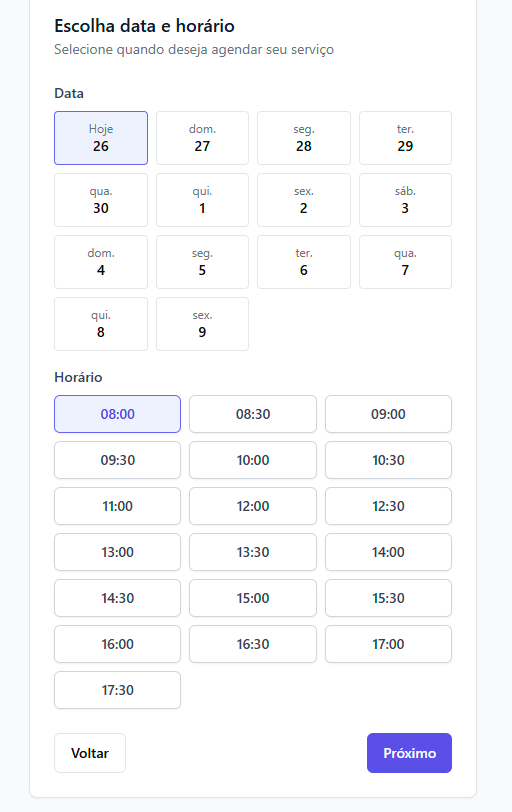 Escolha data e horário
Selecione quando deseja agendar seu serviço
Data
Hoje dom. seg. ter.
26 27 28 29
qua. qui. sex. sáb.
30 1 2 3
dom. seg. ter. qua.
4 5 6 7
qui. sex.
8 9
Horário
08:00 08:30 09:00
09:30 10:00 10:30
11:00 12:00 12:30
13:00 13:30 14:00
14:30 15:00 15:30
16:00 16:30 17:00
17:30
Voltar Próximo